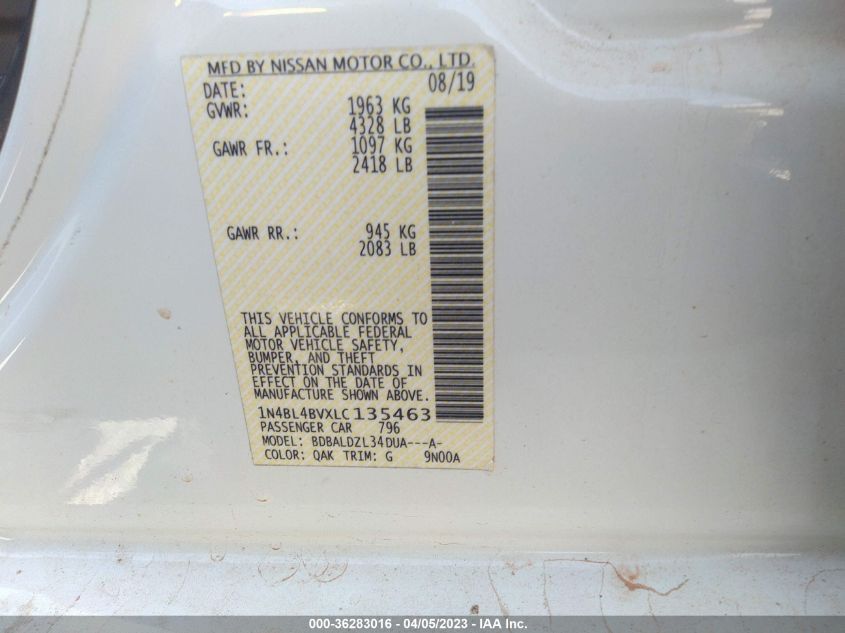 MFD BY NISSAN MOTOR CO., LTD.
DATE: 08/19
GVWR: 1963 KG
4328 LB
GAWR FR.: 1097 KG
2418 LB
GAWR RR.: 945 KG
2083 LB
THIS VEHICLE CONFORMS TO
ALL APPLICABLE FEDERAL
MOTOR VEHICLE SAFETY,
BUMPER, AND THEFT
PREVENTION STANDARDS IN
EFFECT ON THE DATE OF
MANUFACTURE SHOWN ABOVE.
1N4BL4BVXLC135463
PASSENGER CAR 796
MODEL: BDBALDZL34DUA---A-
COLOR: QAK TRIM: G 9N00A
000-36283016 - 04/05/2023 - IAA Inc.